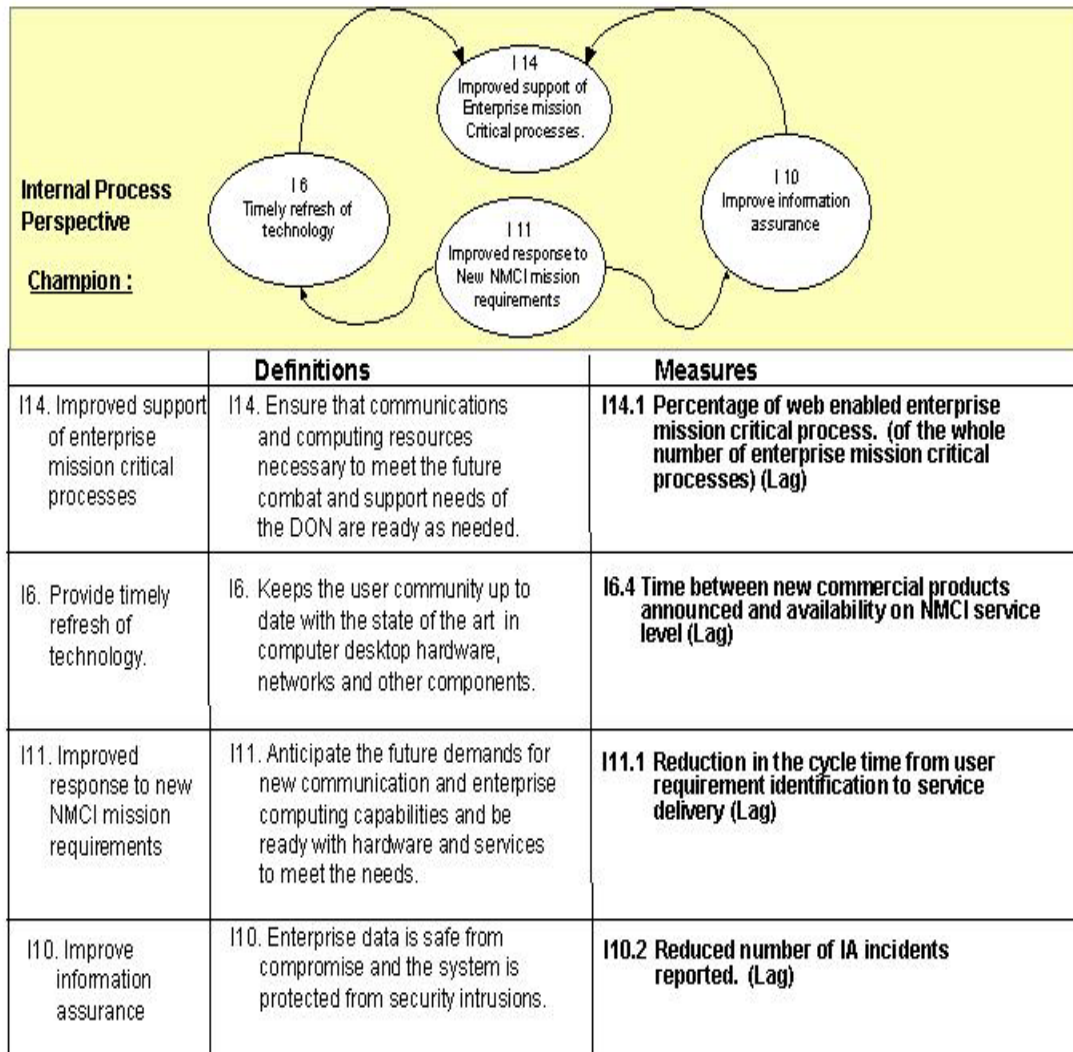 I 14
Improved support of
Enterprise mission
Critical processes.
I 6
Timely refresh of
technology
I 10
Improve information
assurance
Internal Process
Perspective
I 11
Improved response to
New NMCI mission
requirements
Champion :
Definitions
Measures
I14. Improved support
of enterprise
mission critical
processes
I14. Ensure that communications
and computing resources
necessary to meet the future
combat and support needs of
the DON are ready as needed.
I14.1 Percentage of web enabled enterprise
mission critical process. (of the whole
number of enterprise mission critical
processes) (Lag)
I6. Provide timely
refresh of
technology.
I6. Keeps the user community up to
date with the state of the art in
computer desktop hardware,
networks and other components.
I6.4 Time between new commercial products
announced and availability on NMCI service
level (Lag)
I11. Improved
response to new
NMCI mission
requirements
I11. Anticipate the future demands for
new communication and enterprise
computing capabilities and be
ready with hardware and services
to meet the needs.
I11.1 Reduction in the cycle time from user
requirement identification to service
delivery (Lag)
I10. Improve
information
assurance
I10. Enterprise data is safe from
compromise and the system is
protected from security intrusions.
I10.2 Reduced number of IA incidents
reported. (Lag)